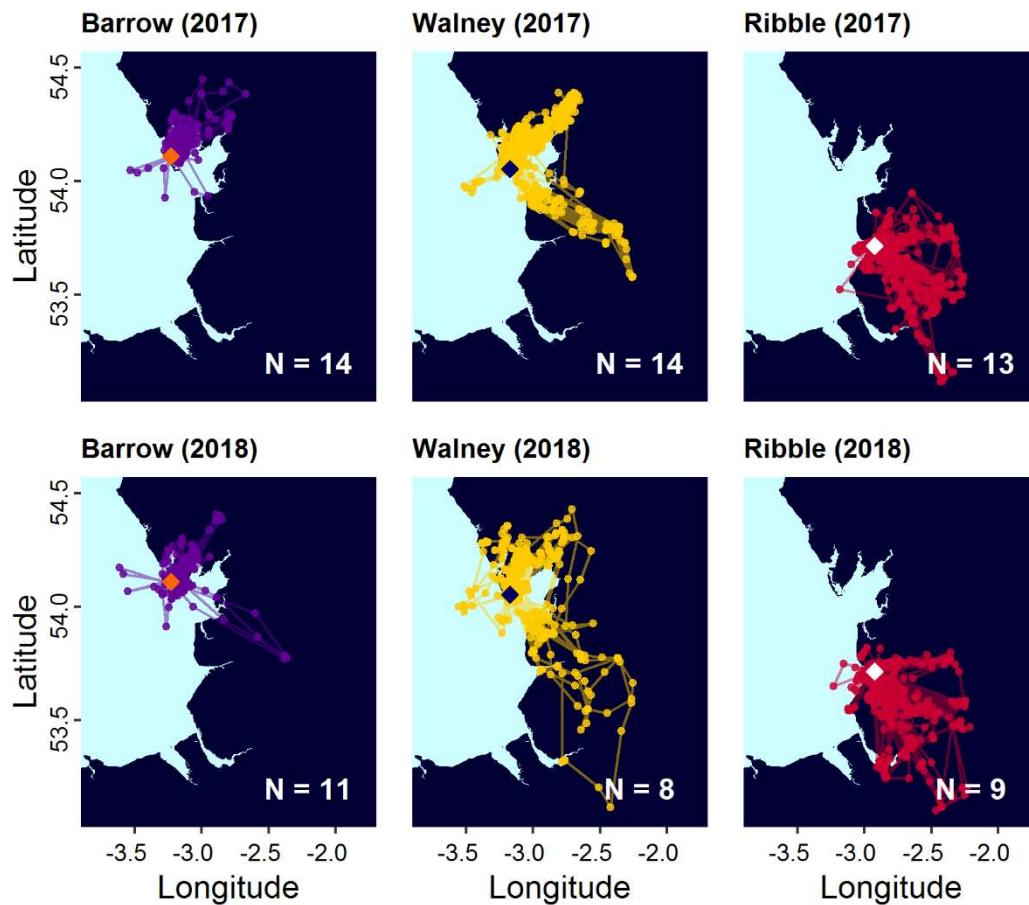 Barrow (2017) Walney (2017) Ribble (2017)
54.5
54.0
53.5
Latitude
N = 14 N = 14 N = 13
Barrow (2018) Walney (2018) Ribble (2018)
54.5
54.0
53.5
Latitude
N = 11 N = 8 N = 9
-3.5 -3.0 -2.5 -2.0 -3.5 -3.0 -2.5 -2.0 -3.5 -3.0 -2.5 -2.0
Longitude Longitude Longitude